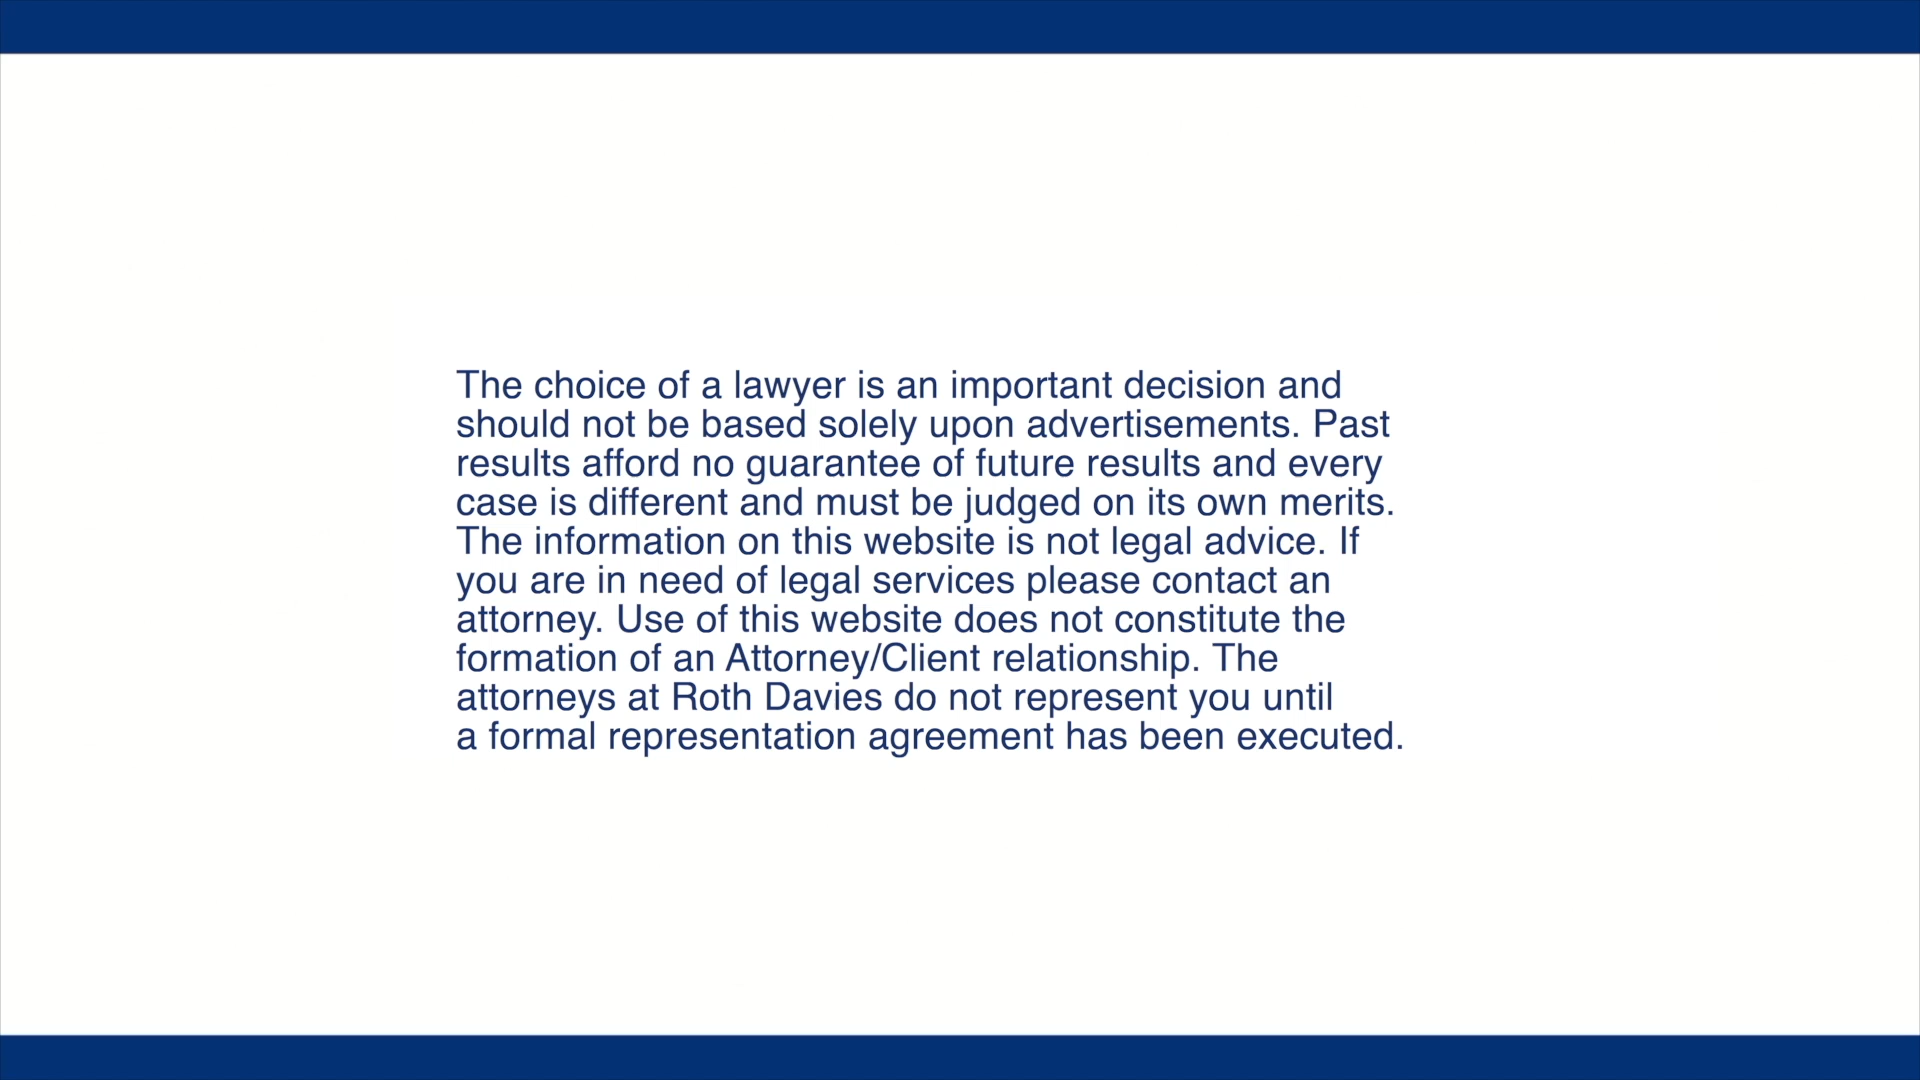 The choice of a lawyer is an important decision and
should not be based solely upon advertisements. Past
results afford no guarantee of future results and every
case is different and must be judged on its own merits.
The information on this website is not legal advice. If
you are in need of legal services please contact an
attorney. Use of this website does not constitute the
formation of an Attorney/Client relationship. The
attorneys at Roth Davies do not represent you until
a formal representation agreement has been executed.